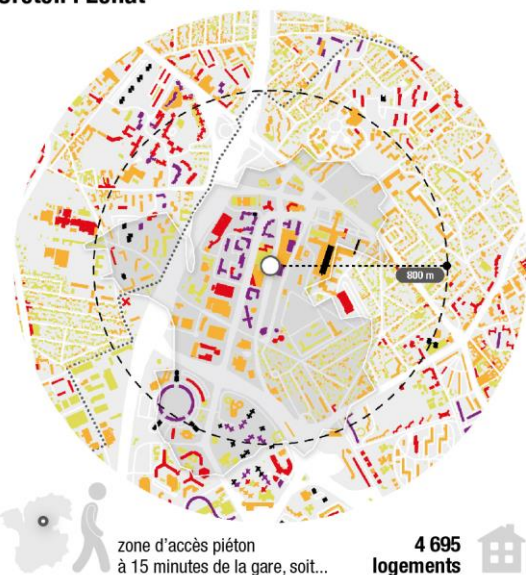 800 m
zone d'accès piéton
à 15 minutes de la gare, soit...
4 695
logements